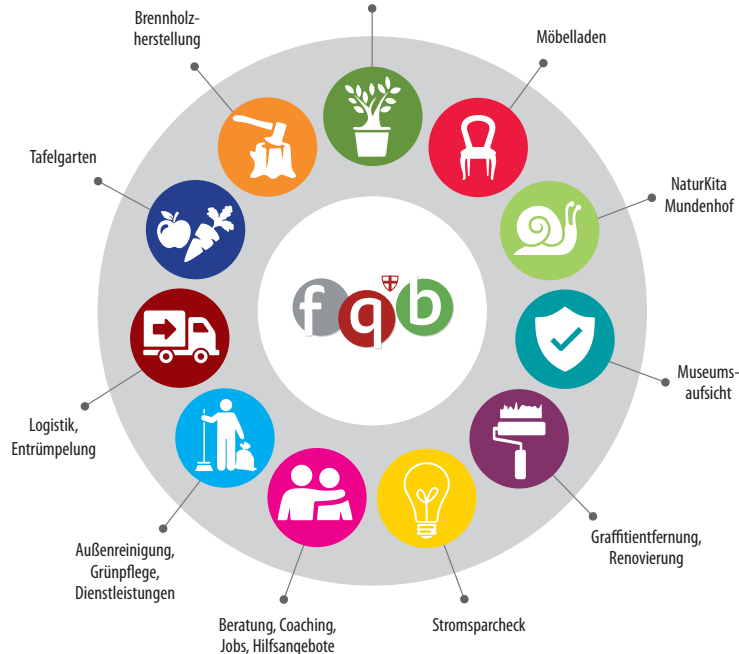 Brennholz-
herstellung
Möbelladen
Tafelgarten
NaturKita
Mundenhof
fqb
Museums-
aufsicht
Logistik,
Entrümpelung
Graffitientfernung,
Renovierung
Außenreinigung,
Grünpflege,
Dienstleistungen
Beratung, Coaching,
Jobs, Hilfsangebote
Stromsparcheck